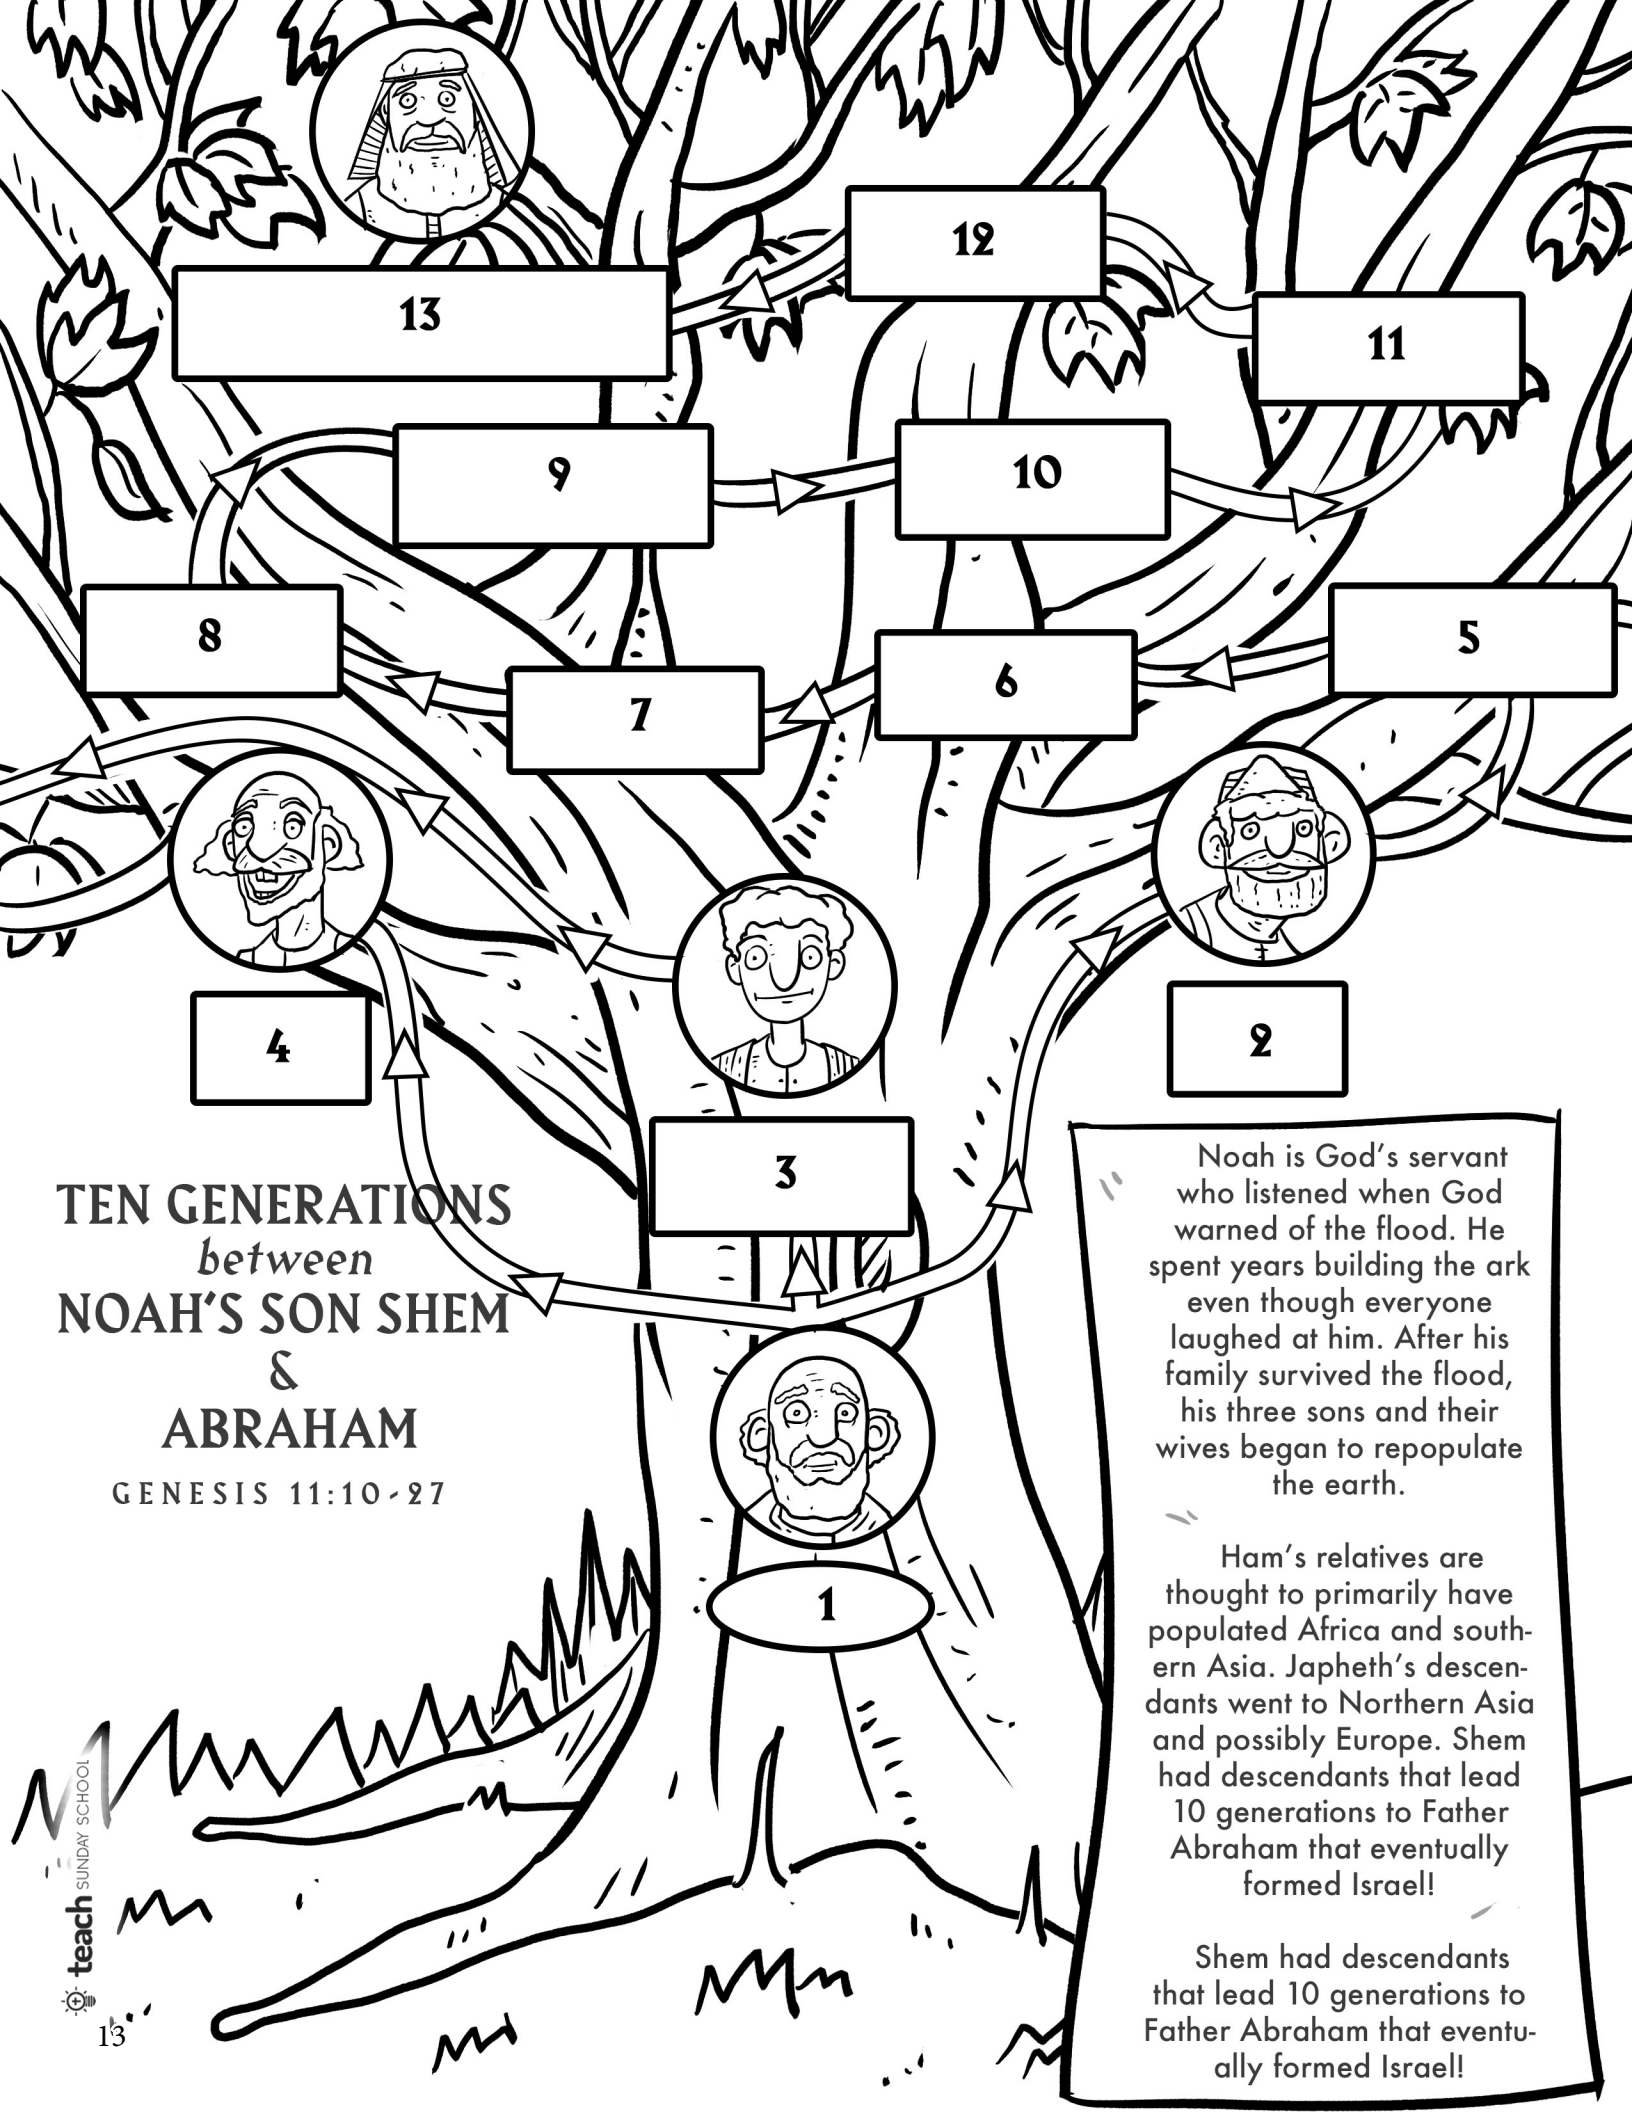 12
13
11
9
10
8
5
6
7
4
2
3
TEN GENERATIONS
between
NOAH'S SON SHEM
&
ABRAHAM
GENESIS 11:10-27
1
Noah is God's servant
who listened when God
warned of the flood. He
spent years building the ark
even though everyone
laughed at him. After his
family survived the flood,
his three sons and their
wives began to repopulate
the earth.
Ham's relatives are
thought to primarily have
populated Africa and south-
ern Asia. Japheth's descen-
dants went to Northern Asia
and possibly Europe. Shem
had descendants that lead
10 generations to Father
Abraham that eventually
formed Israel!
Shem had descendants
that lead 10 generations to
Father Abraham that eventu-
ally formed Israel!
teach SUNDAY SCHOOL
13